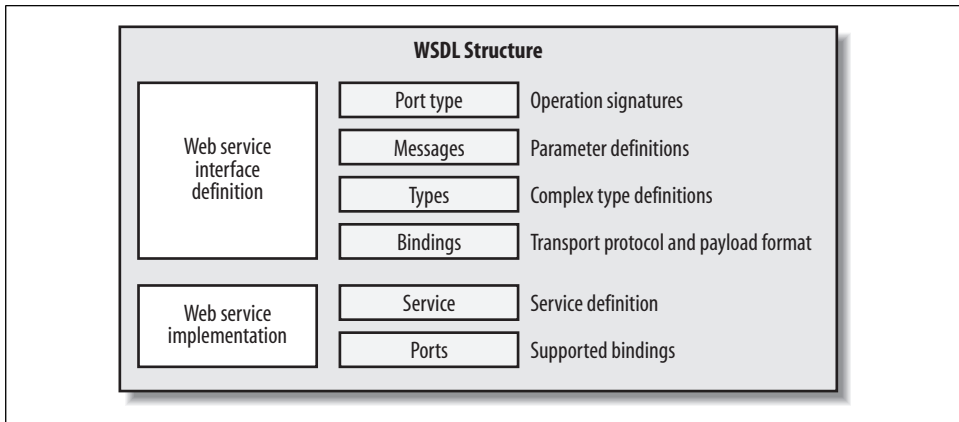 WSDL Structure
Web service
interface
definition
Port type
Operation signatures
Messages
Parameter definitions
Types
Complex type definitions
Bindings
Transport protocol and payload format
Web service
implementation
Service
Service definition
Ports
Supported bindings